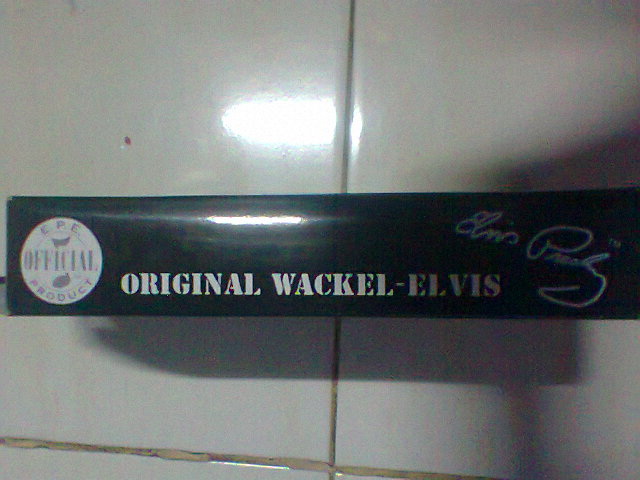 E.P.E.
OFFICIAL
PRODUCT
ORIGINAL WACKEL-ELVIS
Elvis Presley